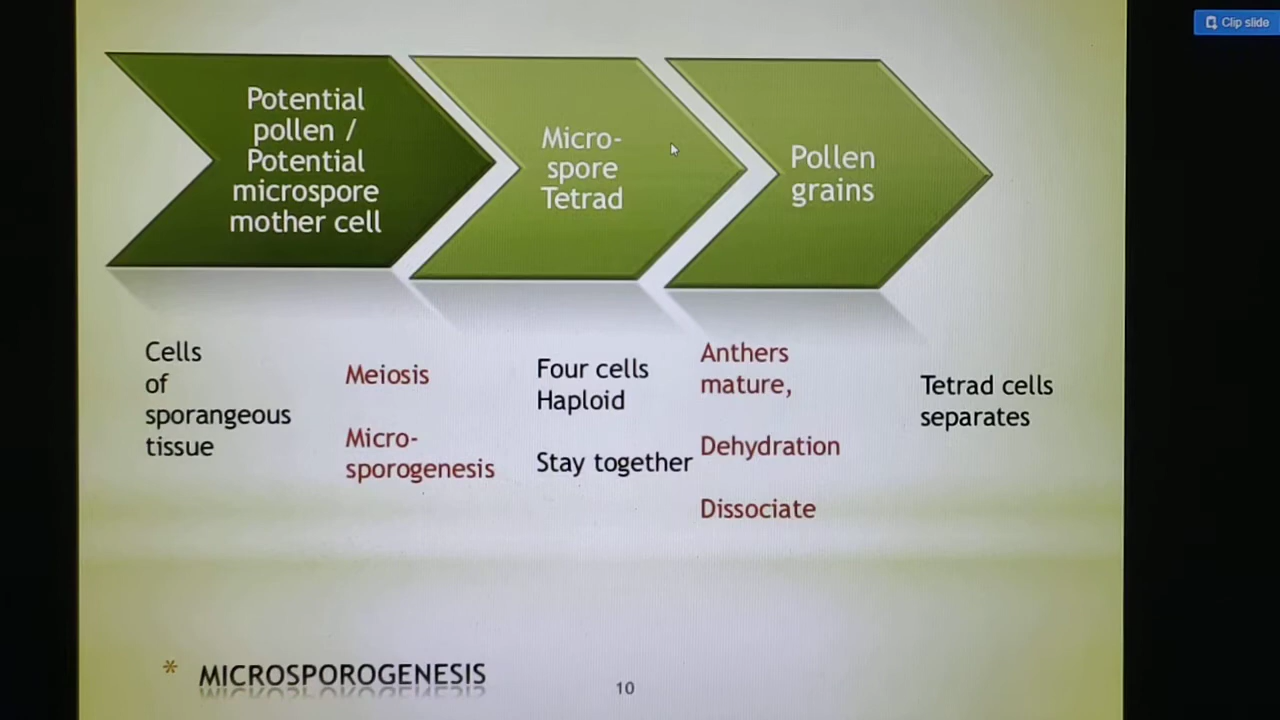 Clip slide
Potential
pollen /
Potential
microspore
mother cell
Micro-
spore
Tetrad
Pollen
grains
Cells
of
sporangeous
tissue
Meiosis
Micro-
sporogenesis
Four cells
Haploid
Stay together
Anthers
mature,
Dehydration
Dissociate
Tetrad cells
separates
* MICROSPOROGENESIS
10